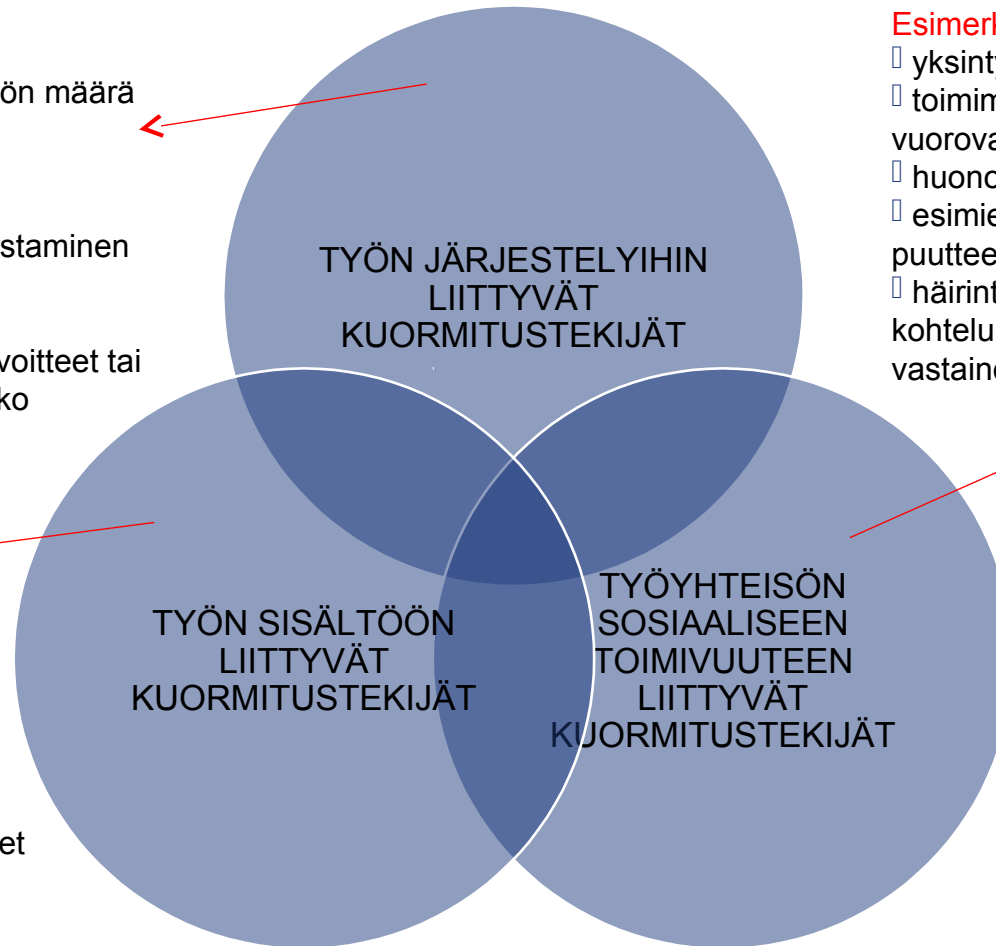 ön määrä
staminen
voitteet tai
ko
et
TYÖN JÄRJESTELYIHIN
LIITTYVÄT
KUORMITUSTEKIJÄT
TYÖN SISÄLTÖÖN
LIITTYVÄT
KUORMITUSTEKIJÄT
TYÖYHTEISÖN
SOSIAALISEEN
TOIMIVUUTEEN
LIITTYVÄT
KUORMITUSTEKIJÄT
Esimerk
yksinty
toimim
vuorova
huono
esimie
puuttee
häirint
kohtelu
vastaine